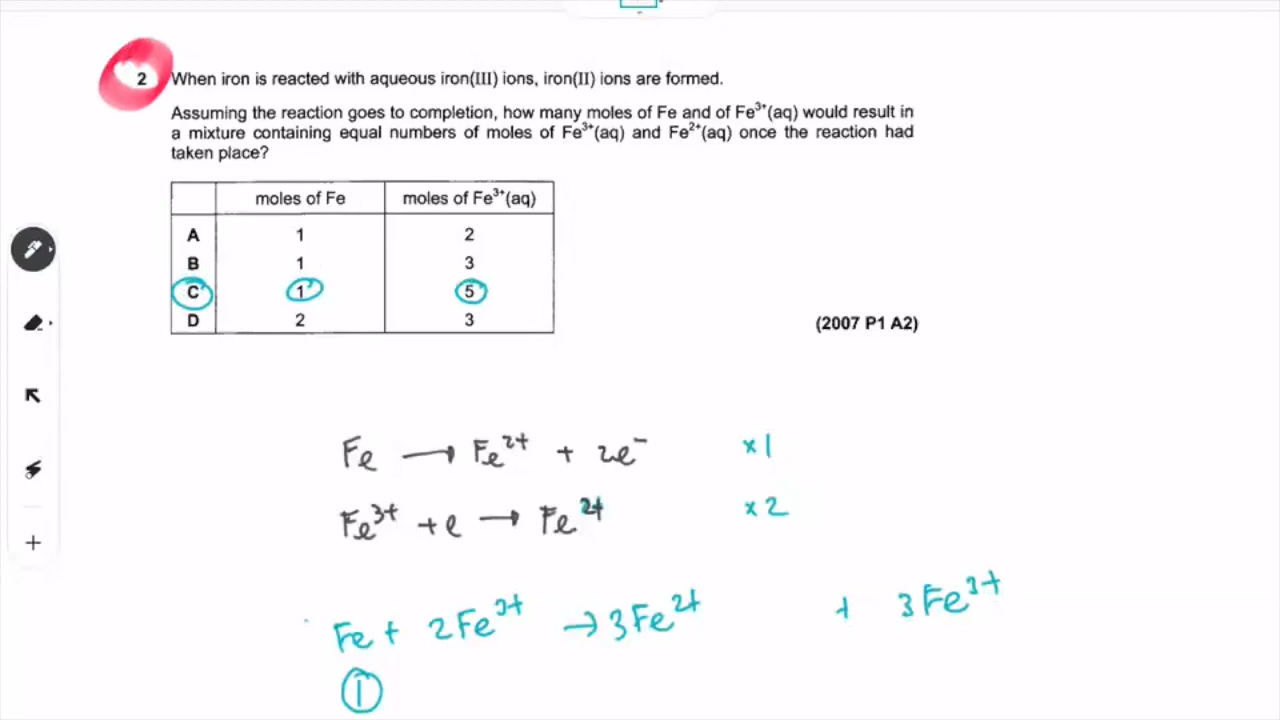 2 When iron is reacted with aqueous iron(III) ions, iron(II) ions are formed.
Assuming the reaction goes to completion, how many moles of Fe and of Fe³⁺(aq) would result in
a mixture containing equal numbers of moles of Fe³⁺(aq) and Fe²⁺(aq) once the reaction had
taken place?
moles of Fe moles of Fe³⁺(aq)
A 1 2
B 1 3
C 1 5
D 2 3
(2007 P1 A2)
Fe → Fe²⁺ + 2e⁻ ×1
Fe³⁺ + e → Fe²⁺ ×2
Fe + 2Fe³⁺ → 3Fe²⁺ + 3Fe³⁺
1